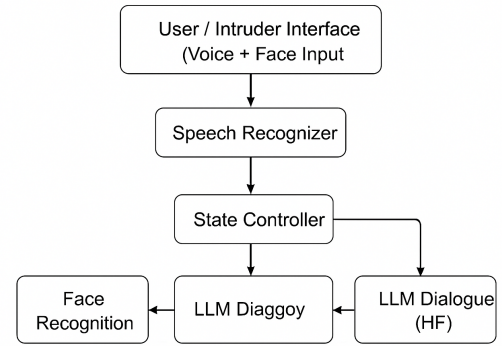 User / Intruder Interface
(Voice + Face Input
Speech Recognizer
State Controller
Face
Recognition
LLM Diaggoy
LLM Dialogue
(HF)